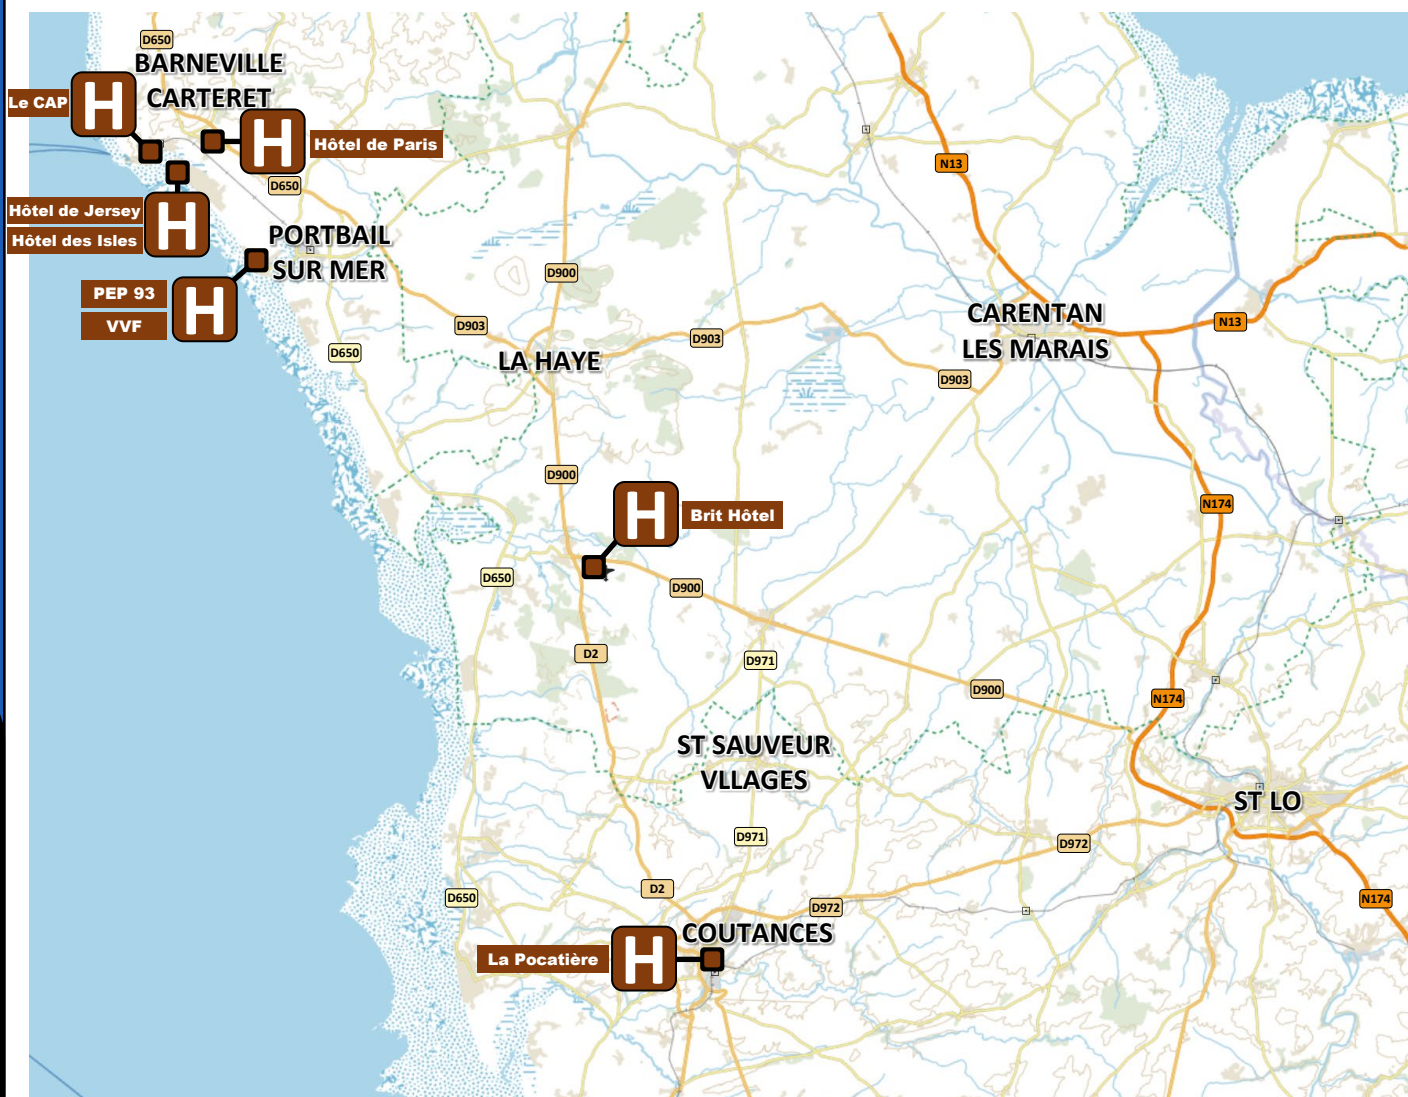 D650
BARNEVILLE
CARTERET
Le CAP
H
H
Hôtel de Paris
N13
D650
Hôtel de Jersey
Hôtel des Isles
H
PORTBAIL
SUR MER
D900
PEP 93
VVF
H
CARENTAN
LES MARAIS
N13
D903
D903
D650
LA HAYE
D903
D900
H
Brit Hôtel
N174
D650
D900
D2
D971
D900
N174
ST SAUVEUR
VLLAGES
ST LO
D971
D972
D2
D650
D972
N174
COUTANCES
La Pocatière
H